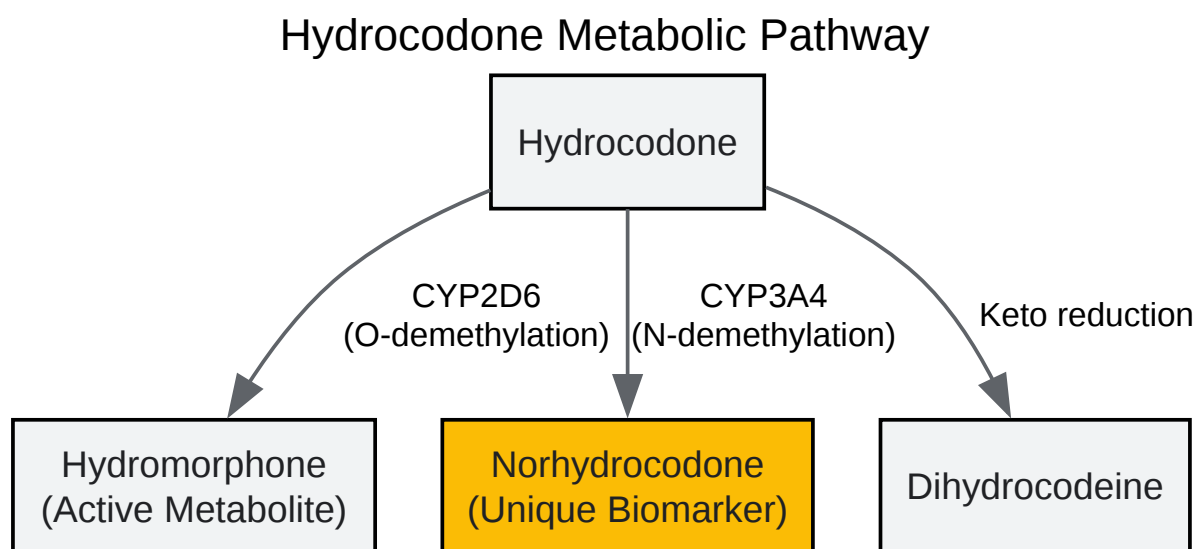 Hydrocodone Metabolic Pathway
Hydrocodone
CYP2D6
(O-demethylation)
CYP3A4
(N-demethylation)
Keto reduction
Hydromorphone
(Active Metabolite)
Norhydrocodone
(Unique Biomarker)
Dihydrocodeine